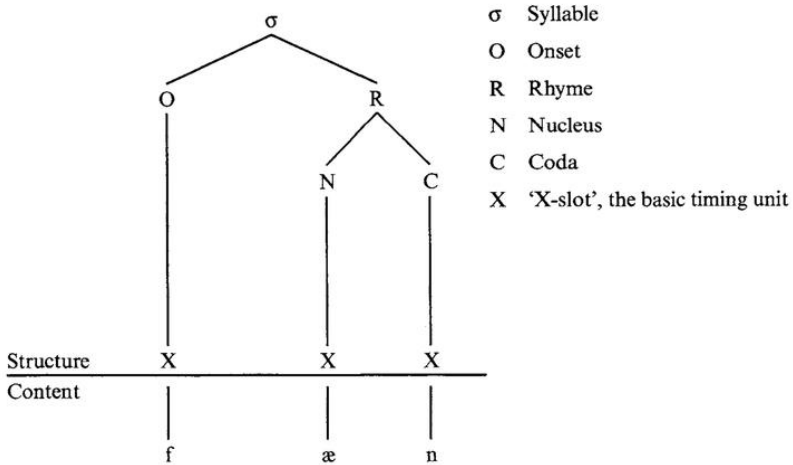 σ
O R
N C
Structure X X X
Content
f æ n
σ Syllable
O Onset
R Rhyme
N Nucleus
C Coda
X ‘X-slot’, the basic timing unit